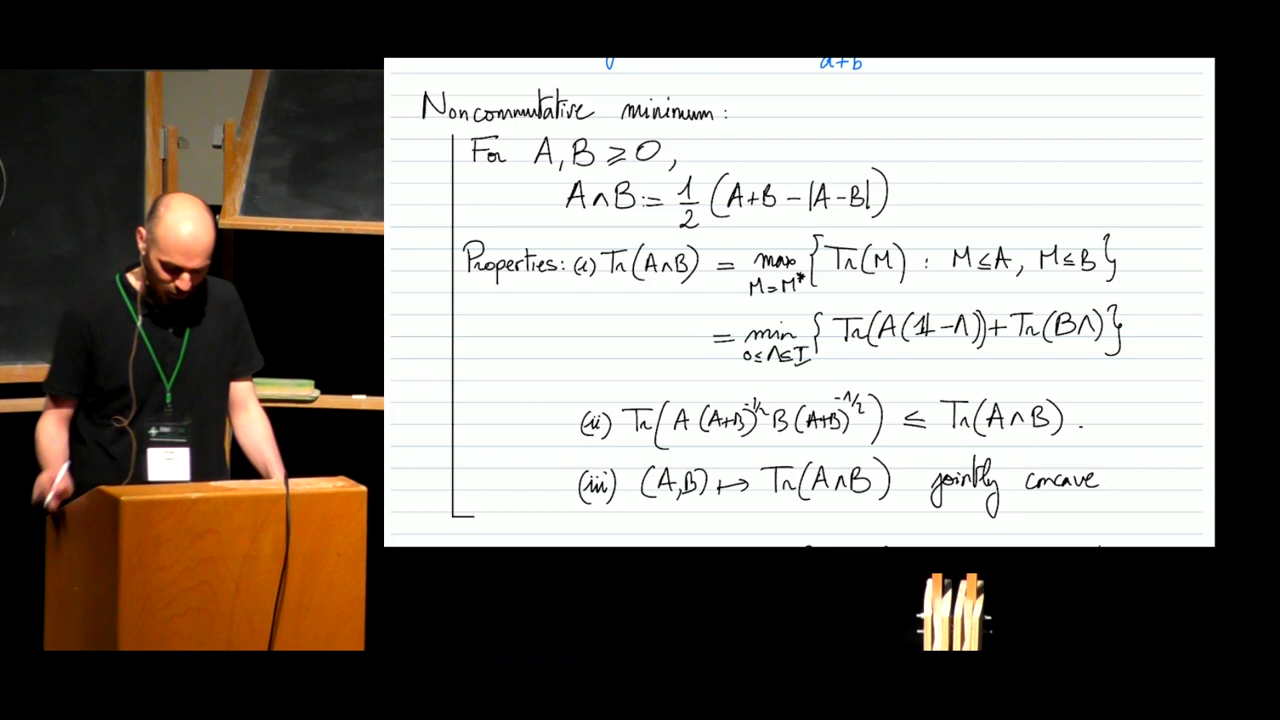 a+b
Noncommutative minimum :
For A, B ⩾ 0,
A∧B := 1/2 (A+B - |A-B|)
Properties: (i) Tr(A∧B) = max_{M=M*} { Tr(M) : M ≤ A, M ≤ B }
= min_{0≤Λ≤I} { Tr(A(1-Λ)) + Tr(BΛ) }
(ii) Tr( A (A+B)^{-1/2} B (A+B)^{-1/2} ) ≤ Tr(A∧B) .
(iii) (A,B) ↦ Tr(A∧B) jointly concave